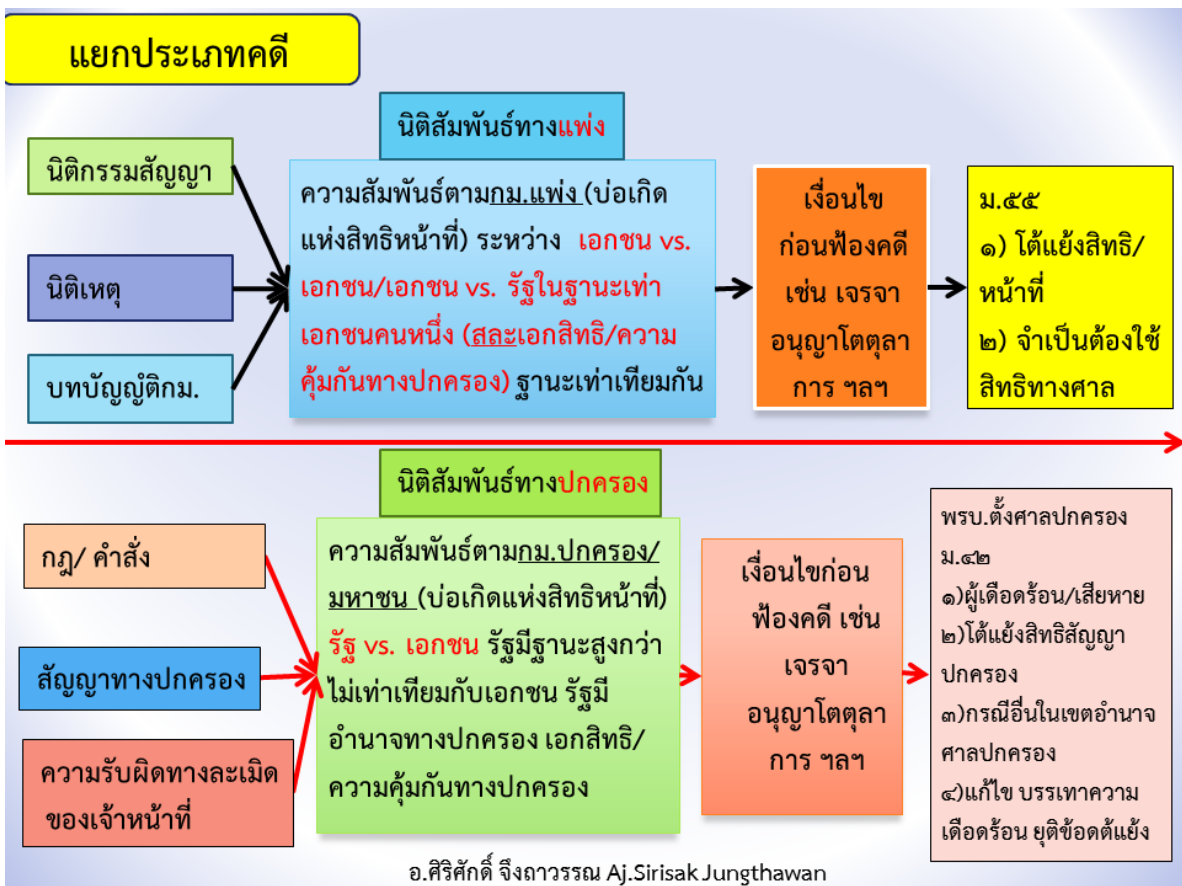 แยกประเภทคดี
นิติสัมพันธ์ทางแพ่ง
นิติกรรมสัญญา
นิติเหตุ
บทบัญญํติกม.
ความสัมพันธ์ตามกม.แพ่ง (บ่อเกิด
แห่งสิทธิหน้าที่) ระหว่าง เอกชน vs.
เอกชน/เอกชน vs. รัฐในฐานะเท่า
เอกชนคนหนึ่ง (สละเอกสิทธิ/ความ
คุ้มกันทางปกครอง) ฐานะเท่าเทียมกัน
เงื่อนไข
ก่อนฟ้องคดี
เช่น เจรจา
อนุญาโตตุลา
การ ฯลฯ
ม.๕๕
๑) โต้แย้งสิทธิ/
หน้าที่
๒) จำเป็นต้องใช้
สิทธิทางศาล
นิติสัมพันธ์ทางปกครอง
กฎ/ คำสั่ง
สัญญาทางปกครอง
ความรับผิดทางละเมิด
ของเจ้าหน้าที่
ความสัมพันธ์ตามกม.ปกครอง/
มหาชน (บ่อเกิดแห่งสิทธิหน้าที่)
รัฐ vs. เอกชน รัฐมีฐานะสูงกว่า
ไม่เท่าเทียมกับเอกชน รัฐมี
อำนาจทางปกครอง เอกสิทธิ/
ความคุ้มกันทางปกครอง
เงื่อนไขก่อน
ฟ้องคดี เช่น
เจรจา
อนุญาโตตุลา
การ ฯลฯ
พรบ.ตั้งศาลปกครอง
ม.๔๒
๑)ผู้เดือดร้อน/เสียหาย
๒)โต้แย้งสิทธิสัญญา
ปกครอง
๓)กรณีอื่นในเขตอำนาจ
ศาลปกครอง
๔)แก้ไข บรรเทาความ
เดือดร้อน ยุติข้อดต้แย้ง
อ.ศิริศักดิ์ จึงถาวรรณ Aj.Sirisak Jungthawan